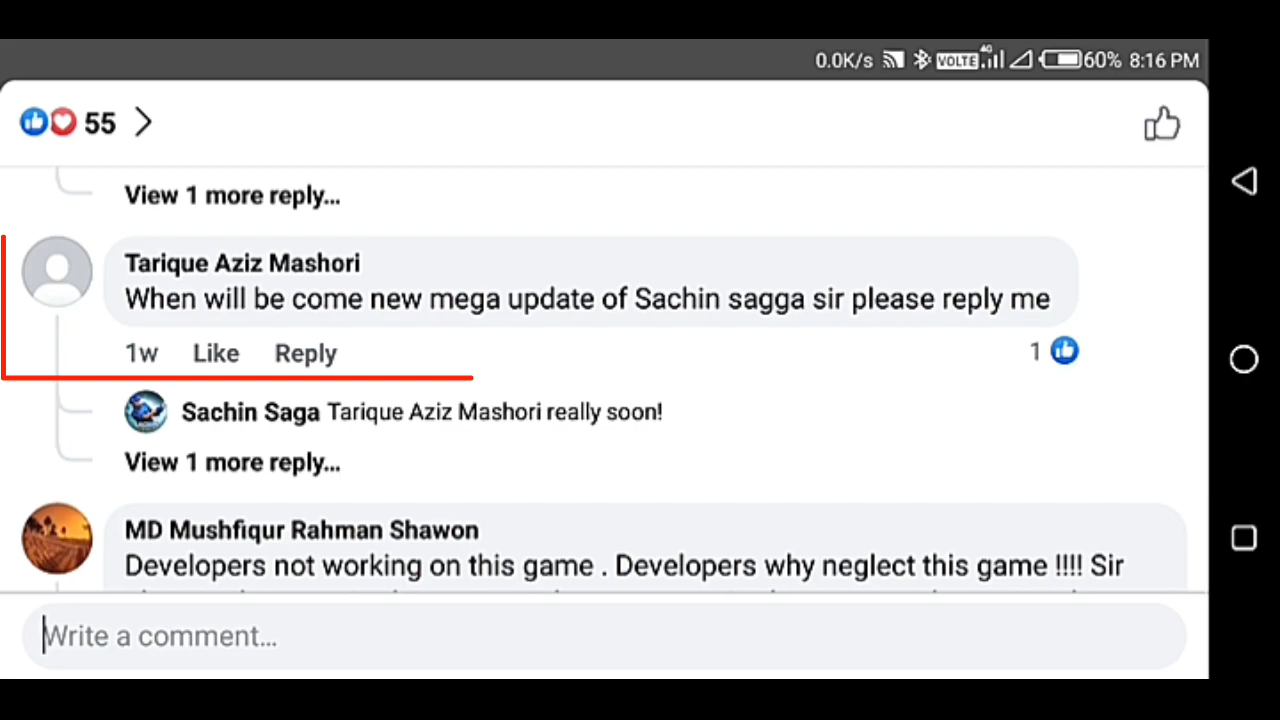 0.0K/s VOLTE 4G 60% 8:16 PM
55
View 1 more reply...
Tarique Aziz Mashori
When will be come new mega update of Sachin sagga sir please reply me
1w Like Reply 1
Sachin Saga Tarique Aziz Mashori really soon!
View 1 more reply...
MD Mushfiqur Rahman Shawon
Developers not working on this game . Developers why neglect this game !!!! Sir
Write a comment...